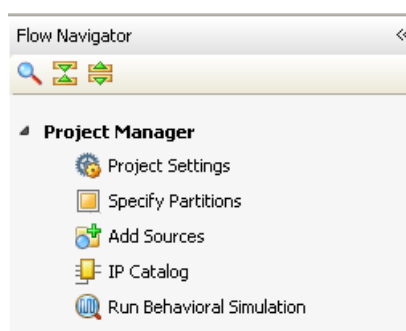 Flow Navigator
Project Manager
Project Settings
Specify Partitions
Add Sources
IP Catalog
Run Behavioral Simulation